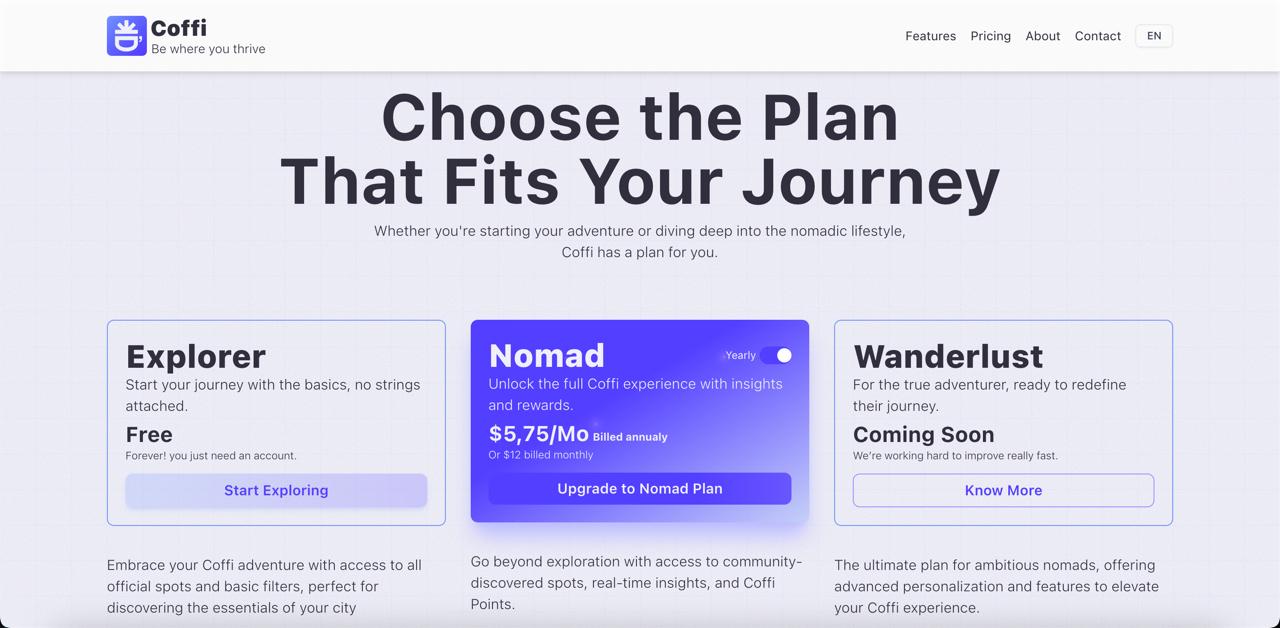 Coffi
Be where you thrive
Features Pricing About Contact EN
Choose the Plan
That Fits Your Journey
Whether you're starting your adventure or diving deep into the nomadic lifestyle,
Coffi has a plan for you.
Explorer
Start your journey with the basics, no strings
attached.
Free
Forever! you just need an account.
Start Exploring
Embrace your Coffi adventure with access to all
official spots and basic filters, perfect for
discovering the essentials of your city
Nomad
Yearly
Unlock the full Coffi experience with insights
and rewards.
$5,75/Mo Billed annualy
Or $12 billed monthly
Upgrade to Nomad Plan
Go beyond exploration with access to community-
discovered spots, real-time insights, and Coffi
Points.
Wanderlust
For the true adventurer, ready to redefine
their journey.
Coming Soon
We're working hard to improve really fast.
Know More
The ultimate plan for ambitious nomads, offering
advanced personalization and features to elevate
your Coffi experience.